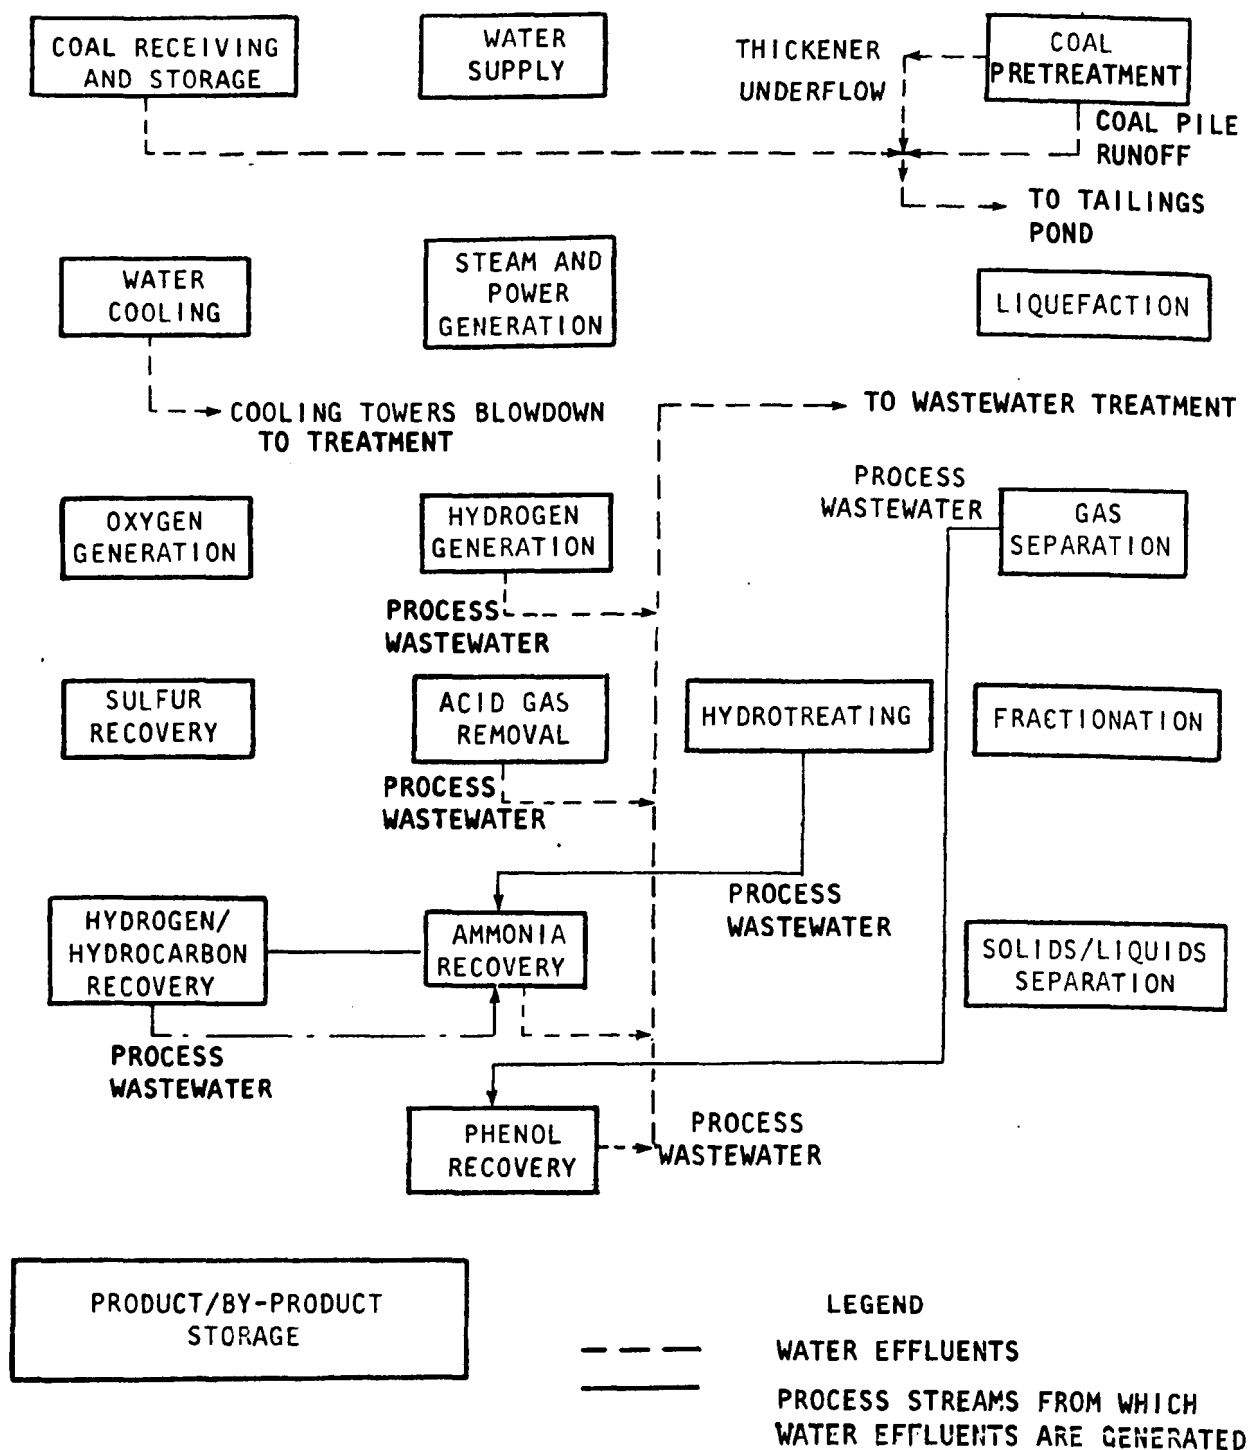 COAL RECEIVING
AND STORAGE
WATER
SUPPLY
THICKENER
UNDERFLOW
COAL
PRETREATMENT
COAL PILE
RUNOFF
TO TAILINGS
POND
WATER
COOLING
STEAM AND
POWER
GENERATION
LIQUEFACTION
COOLING TOWERS BLOWDOWN
TO TREATMENT
TO WASTEWATER TREATMENT
PROCESS
WASTEWATER
OXYGEN
GENERATION
HYDROGEN
GENERATION
GAS
SEPARATION
PROCESS
WASTEWATER
SULFUR
RECOVERY
ACID GAS
REMOVAL
HYDROTREATING
FRACTIONATION
PROCESS
WASTEWATER
PROCESS
WASTEWATER
HYDROGEN/
HYDROCARBON
RECOVERY
AMMONIA
RECOVERY
SOLIDS/LIQUIDS
SEPARATION
PROCESS
WASTEWATER
PHENOL
RECOVERY
PROCESS
WASTEWATER
PRODUCT/BY-PRODUCT
STORAGE
LEGEND
WATER EFFLUENTS
PROCESS STREAMS FROM WHICH
WATER EFFLUENTS ARE GENERATED